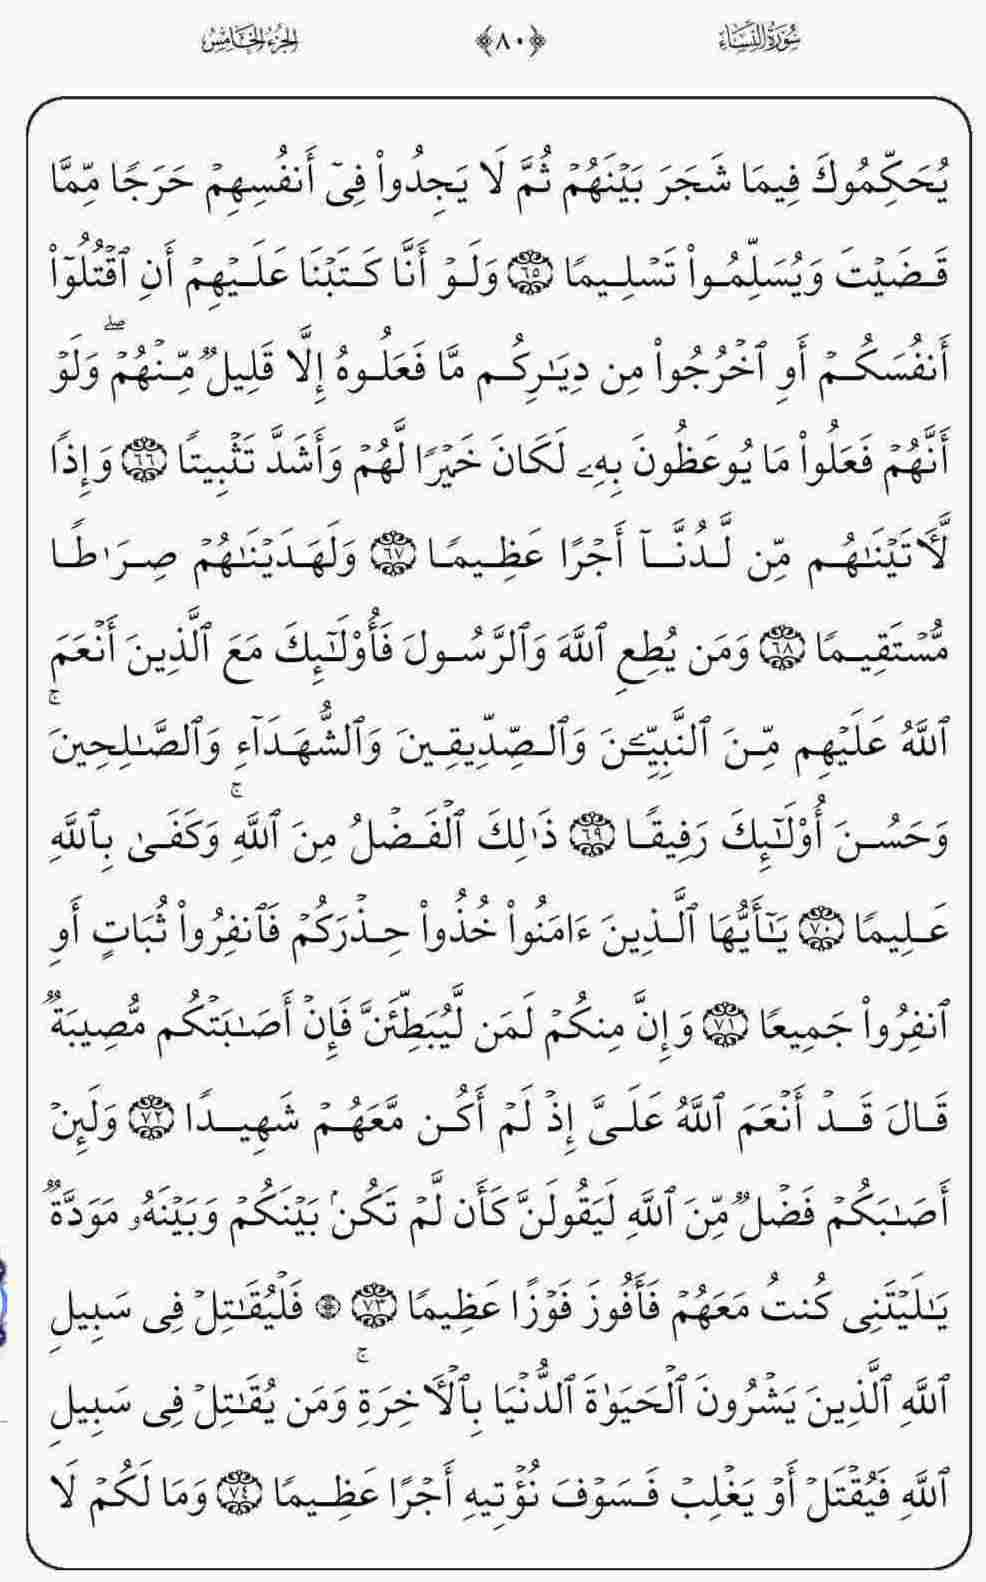 سُورَةُ النِّسَاءِ ﴿٨٠﴾ الجُزْءُ الخَامِسُ
يُحَكِّمُوكَ فِيمَا شَجَرَ بَيۡنَهُمۡ ثُمَّ لَا يَجِدُواْ فِيٓ أَنفُسِهِمۡ حَرَجٗا مِّمَّا
قَضَيۡتَ وَيُسَلِّمُواْ تَسۡلِيمٗا ٦٥ وَلَوۡ أَنَّا كَتَبۡنَا عَلَيۡهِمۡ أَنِ ٱقۡتُلُوٓاْ
أَنفُسَكُمۡ أَوِ ٱخۡرُجُواْ مِن دِيَٰرِكُم مَّا فَعَلُوهُ إِلَّا قَلِيلٞ مِّنۡهُمۡۖ وَلَوۡ
أَنَّهُمۡ فَعَلُواْ مَا يُوعَظُونَ بِهِۦ لَكَانَ خَيۡرٗا لَّهُمۡ وَأَشَدَّ تَثۡبِيتٗا ٦٦ وَإِذٗا
لَّأٓتَيۡنَٰهُم مِّن لَّدُنَّآ أَجۡرًا عَظِيمٗا ٦٧ وَلَهَدَيۡنَٰهُمۡ صِرَٰطٗا
مُّسۡتَقِيمٗا ٦٨ وَمَن يُطِعِ ٱللَّهَ وَٱلرَّسُولَ فَأُوْلَٰٓئِكَ مَعَ ٱلَّذِينَ أَنۡعَمَ
ٱللَّهُ عَلَيۡهِم مِّنَ ٱلنَّبِيِّـۧنَ وَٱلصِّدِّيقِينَ وَٱلشُّهَدَآءِ وَٱلصَّٰلِحِينَۚ
وَحَسُنَ أُوْلَٰٓئِكَ رَفِيقٗا ٦٩ ذَٰلِكَ ٱلۡفَضۡلُ مِنَ ٱللَّهِۚ وَكَفَىٰ بِٱللَّهِ
عَلِيمٗا ٧٠ يَٰٓأَيُّهَا ٱلَّذِينَ ءَامَنُواْ خُذُواْ حِذۡرَكُمۡ فَٱنفِرُواْ ثُبَاتٍ أَوِ
ٱنفِرُواْ جَمِيعٗا ٧١ وَإِنَّ مِنكُمۡ لَمَن لَّيُبَطِّئَنَّ فَإِنۡ أَصَٰبَتۡكُم مُّصِيبَةٞ
قَالَ قَدۡ أَنۡعَمَ ٱللَّهُ عَلَيَّ إِذۡ لَمۡ أَكُن مَّعَهُمۡ شَهِيدٗا ٧٢ وَلَئِنۡ
أَصَٰبَكُمۡ فَضۡلٞ مِّنَ ٱللَّهِ لَيَقُولَنَّ كَأَن لَّمۡ تَكُنۢ بَيۡنَكُمۡ وَبَيۡنَهُۥ مَوَدَّةٞ
يَٰلَيۡتَنِي كُنتُ مَعَهُمۡ فَأَفُوزَ فَوۡزًا عَظِيمٗا ٧٣ ۞ فَلۡيُقَٰتِلۡ فِي سَبِيلِ
ٱللَّهِ ٱلَّذِينَ يَشۡرُونَ ٱلۡحَيَوٰةَ ٱلدُّنۡيَا بِٱلۡأٓخِرَةِۚ وَمَن يُقَٰتِلۡ فِي سَبِيلِ
ٱللَّهِ فَيُقۡتَلۡ أَوۡ يَغۡلِبۡ فَسَوۡفَ نُؤۡتِيهِ أَجۡرًا عَظِيمٗا ٧٤ وَمَا لَكُمۡ لَا